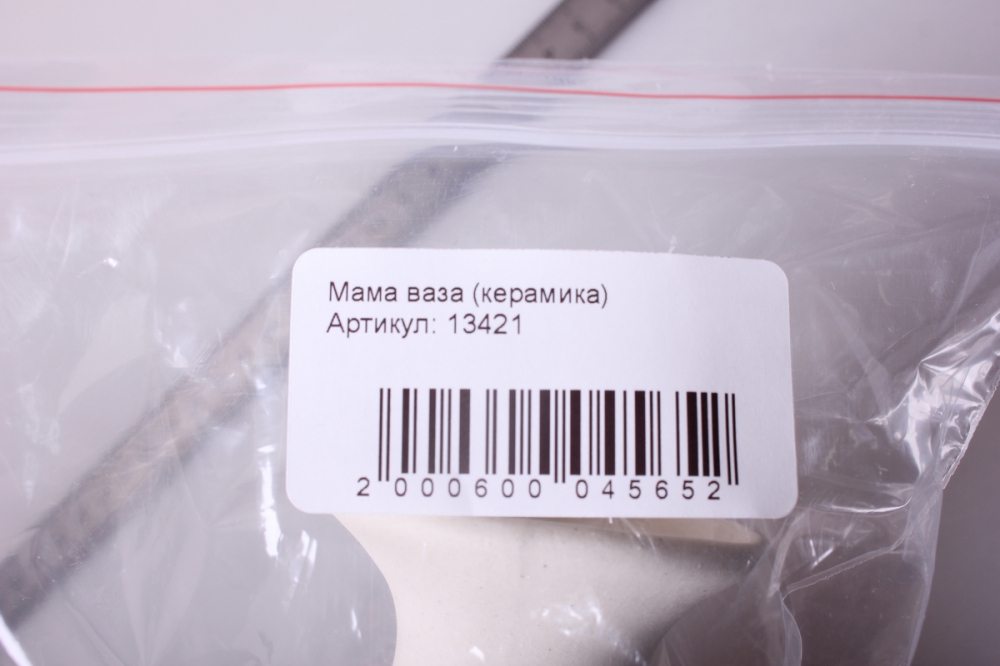 Мама ваза (керамика)
Артикул: 13421
2 000600 045652